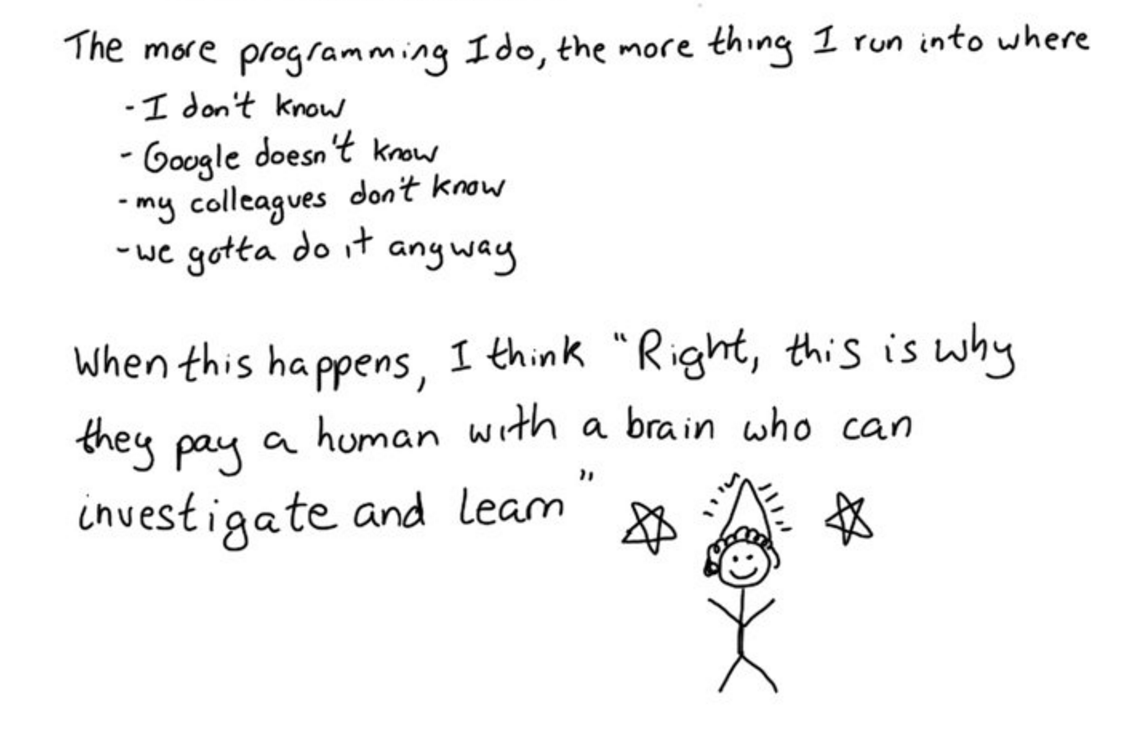 The more programming I do, the more thing I run into where
- I don't know
- Google doesn't know
- my colleagues don't know
- we gotta do it anyway
When this happens, I think "Right, this is why
they pay a human with a brain who can
investigate and learn"